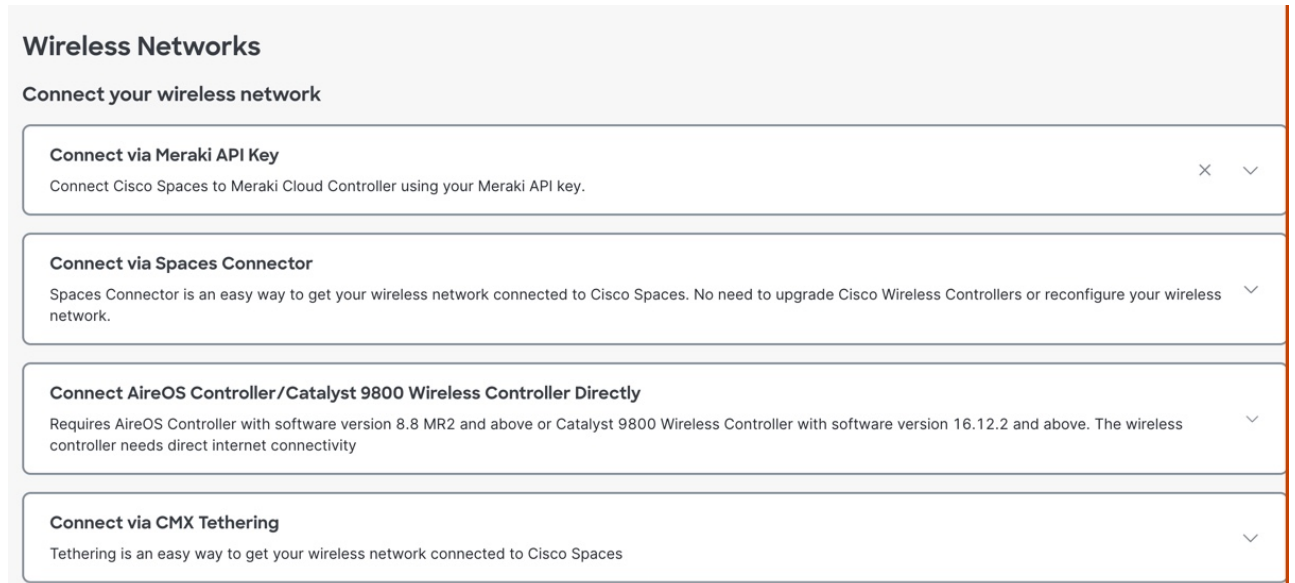 Wireless Networks
Connect your wireless network
Connect via Meraki API Key
Connect Cisco Spaces to Meraki Cloud Controller using your Meraki API key.
Connect via Spaces Connector
Spaces Connector is an easy way to get your wireless network connected to Cisco Spaces. No need to upgrade Cisco Wireless Controllers or reconfigure your wireless
network.
Connect AireOS Controller/Catalyst 9800 Wireless Controller Directly
Requires AireOS Controller with software version 8.8 MR2 and above or Catalyst 9800 Wireless Controller with software version 16.12.2 and above. The wireless
controller needs direct internet connectivity
Connect via CMX Tethering
Tethering is an easy way to get your wireless network connected to Cisco Spaces